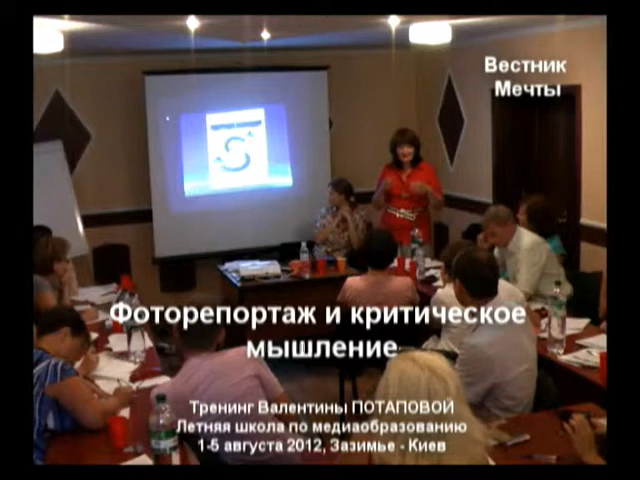 Вестник
Мечты
Фоторепортаж и критическое
мышление
Тренинг Валентины ПОТАПОВОЙ
Летняя школа по медиаобразованию
1-5 августа 2012, Зазимье - Киев